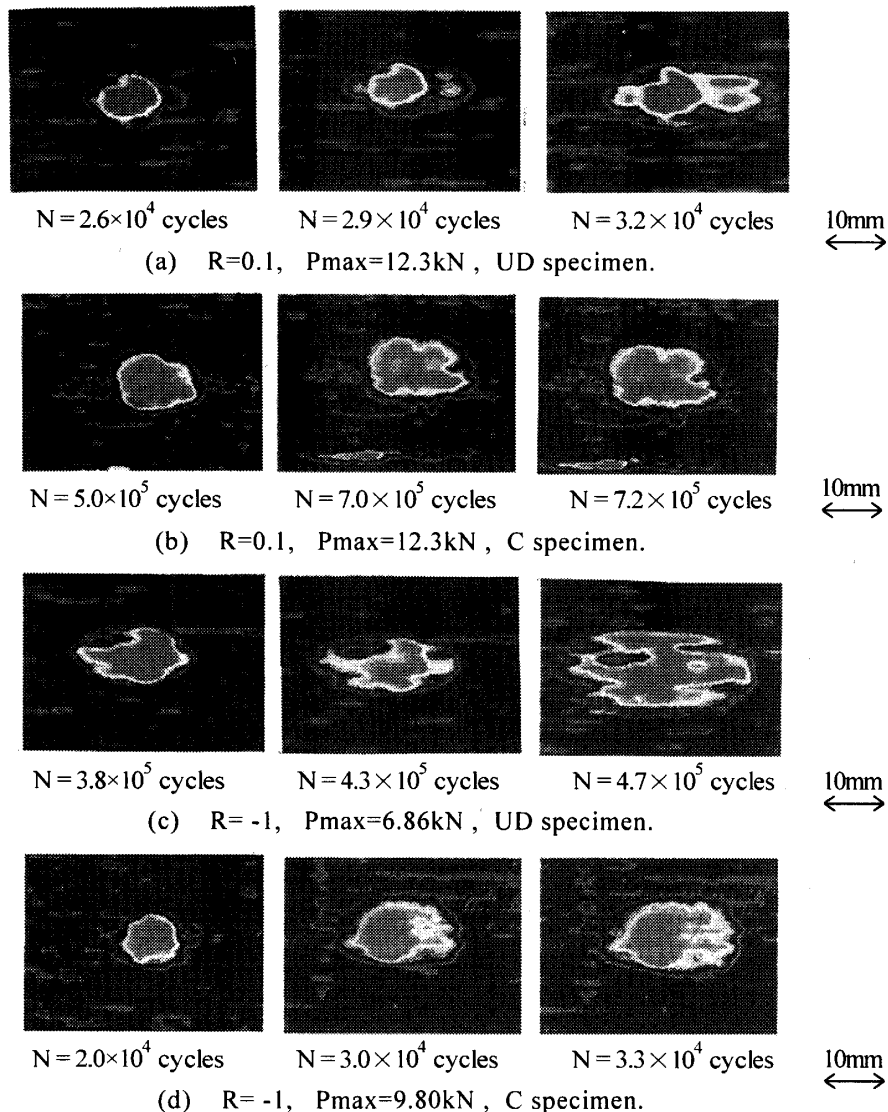 N = 2.6×10⁴ cycles N = 2.9 × 10⁴ cycles N = 3.2 × 10⁴ cycles 10mm
(a) R=0.1, Pmax=12.3kN , UD specimen.
N = 5.0×10⁵ cycles N = 7.0 × 10⁵ cycles N = 7.2 × 10⁵ cycles 10mm
(b) R=0.1, Pmax=12.3kN , C specimen.
N = 3.8×10⁵ cycles N = 4.3 × 10⁵ cycles N = 4.7 × 10⁵ cycles 10mm
(c) R= -1, Pmax=6.86kN , UD specimen.
N = 2.0×10⁴ cycles N = 3.0 × 10⁴ cycles N = 3.3 × 10⁴ cycles 10mm
(d) R= -1, Pmax=9.80kN , C specimen.